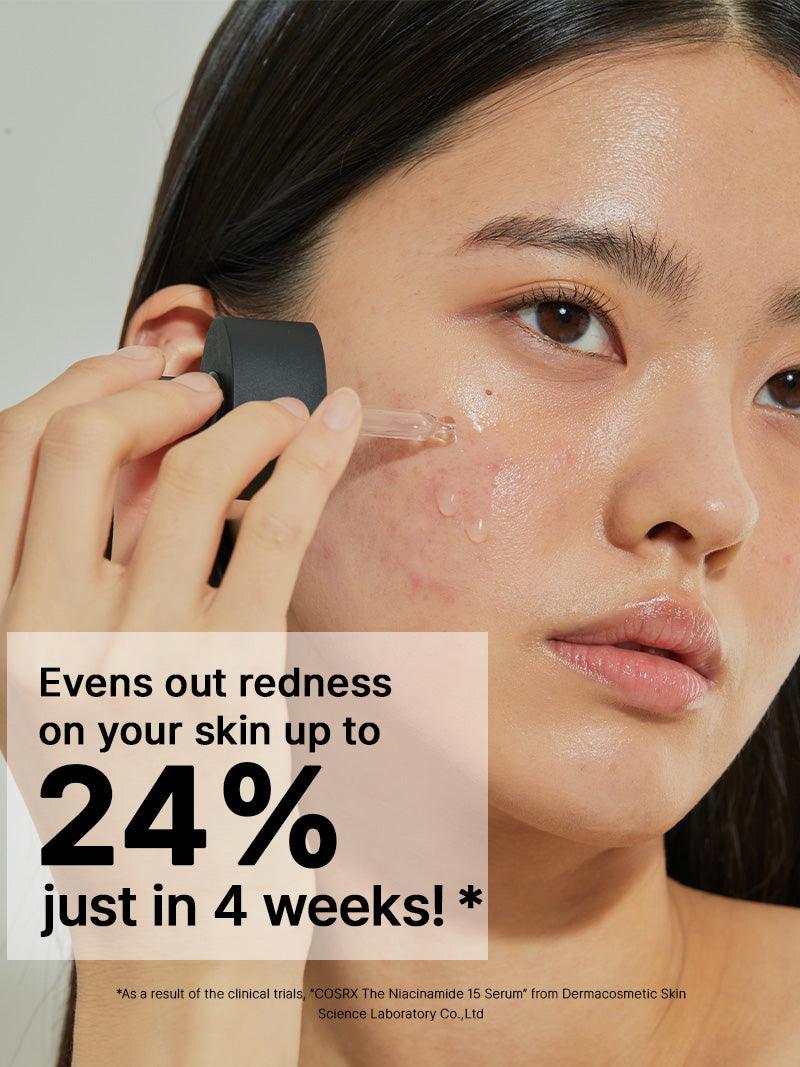 Evens out redness
on your skin up to
24%
just in 4 weeks! *
*As a result of the clinical trials, "COSRX The Niacinamide 15 Serum" from Dermacosmetic Skin
Science Laboratory Co.,Ltd